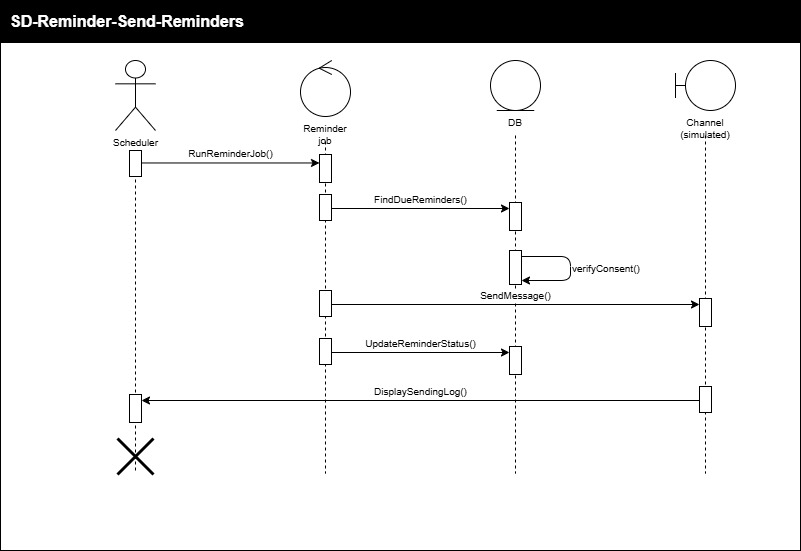 SD-Reminder-Send-Reminders
Scheduler
Reminder
job
DB
Channel
(simulated)
RunReminderJob()
FindDueReminders()
verifyConsent()
SendMessage()
UpdateReminderStatus()
DisplaySendingLog()